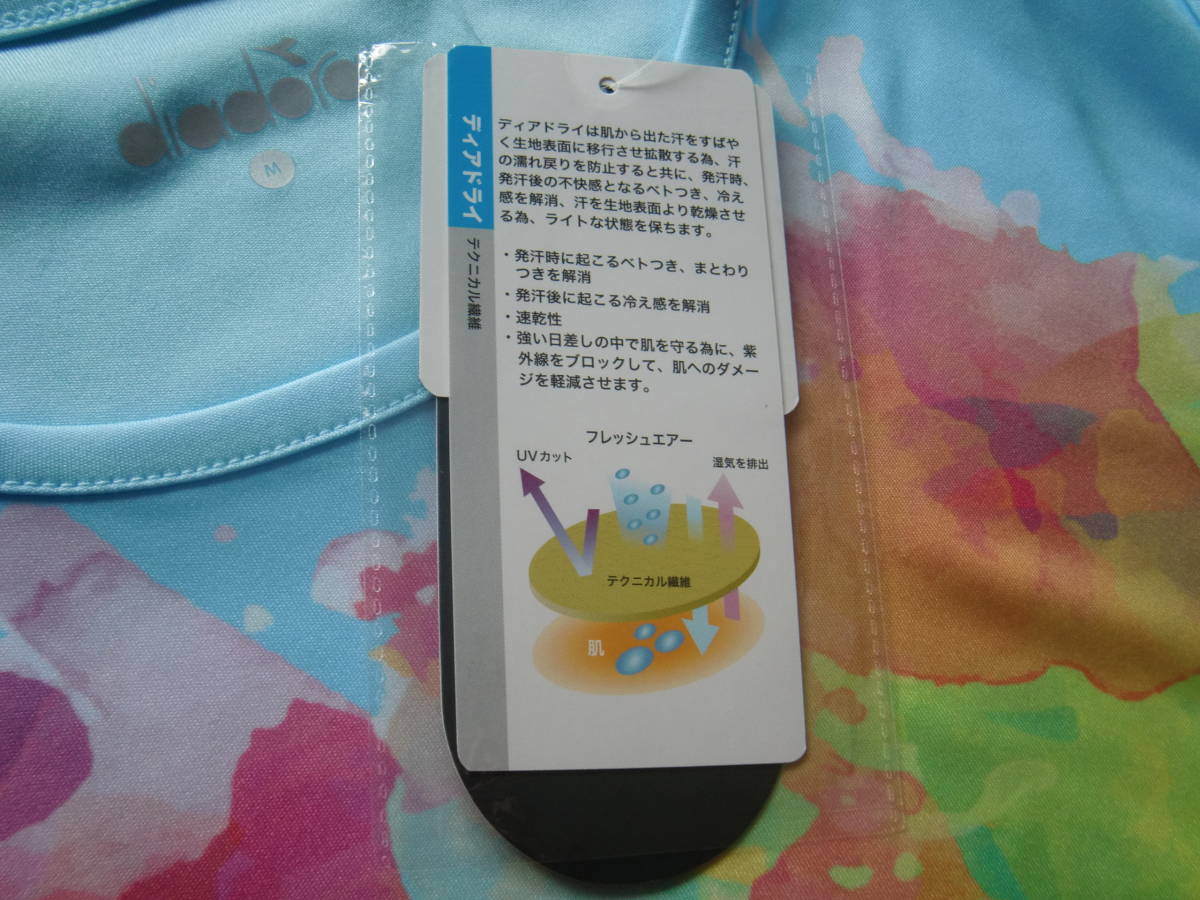 diadora
M
ディアドライ
テクニカル繊維
ディアドライは肌から出た汗をすばや
く生地表面に移行させ拡散する為、汗
の濡れ戻りを防止すると共に、発汗時、
発汗後の不快感となるベトつき、冷え
感を解消、汗を生地表面より乾燥させ
る為、ライトな状態を保ちます。
・発汗時に起こるベトつき、まとわり
つきを解消
・発汗後に起こる冷え感を解消
・速乾性
・強い日差しの中で肌を守る為に、紫
外線をブロックして、肌へのダメー
ジを軽減させます。
フレッシュエアー
UVカット
湿気を排出
テクニカル繊維
肌